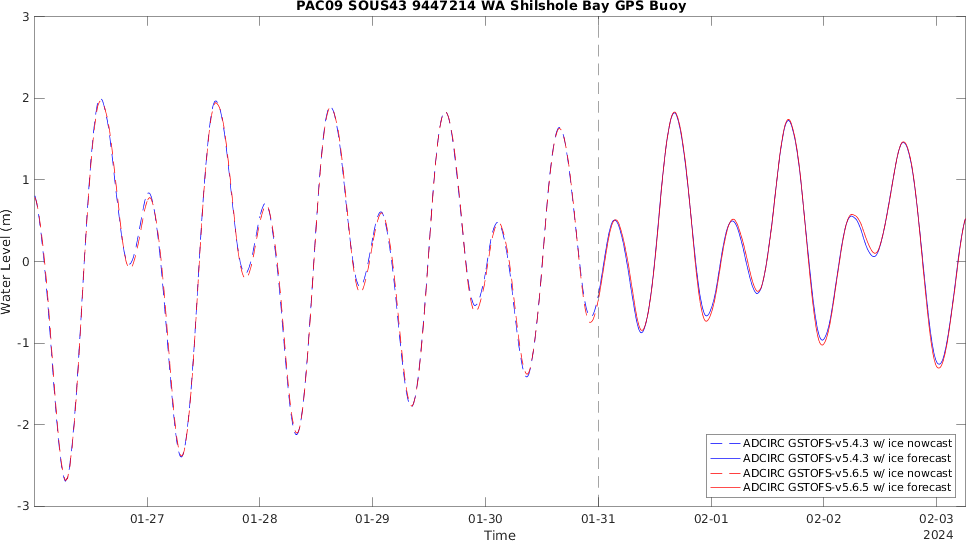 PAC09 SOUS43 9447214 WA Shilshole Bay GPS Buoy
3
2
1
0
-1
-2
-3
Water Level (m)
01-27 01-28 01-29 01-30 01-31 02-01 02-02 02-03
2024
Time
ADCIRC GSTOFS-v5.4.3 w/ ice nowcast
ADCIRC GSTOFS-v5.4.3 w/ ice forecast
ADCIRC GSTOFS-v5.6.5 w/ ice nowcast
ADCIRC GSTOFS-v5.6.5 w/ ice forecast